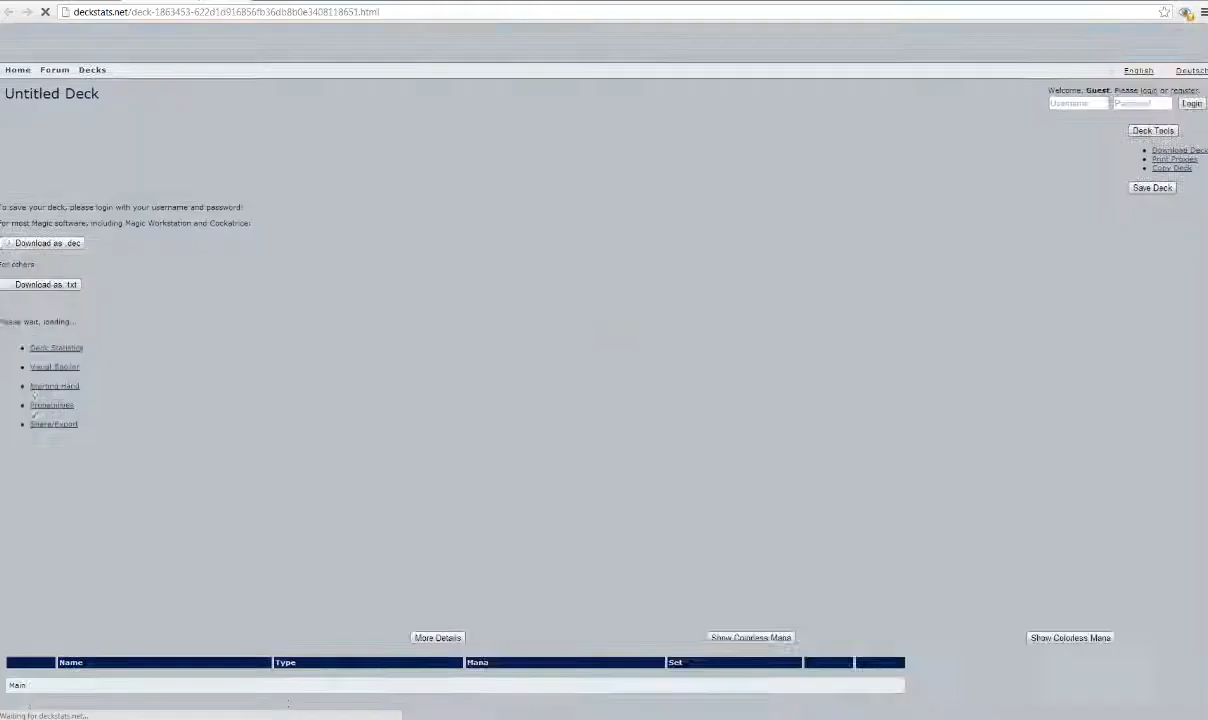 deckstats.net/deck-1863453-622d1d916856fb36db8b0e3408118651.html
Home Forum Decks
English Deutsch
Untitled Deck
Welcome, Guest. Please login or register.
Username Password Login
Deck Tools
Download Deck
Print Proxies
Copy Deck
Save Deck
To save your deck, please login with your username and password!
For most Magic software, including Magic Workstation and Cockatrice:
Download as .dec
For others:
Download as .txt
Please wait, loading...
Deck Statistics
Visual Spoiler
Starting Hand
Share/Export
More Details Show Colorless Mana Show Colorless Mana
Name Type Mana Set
Main
Waiting for deckstats.net...